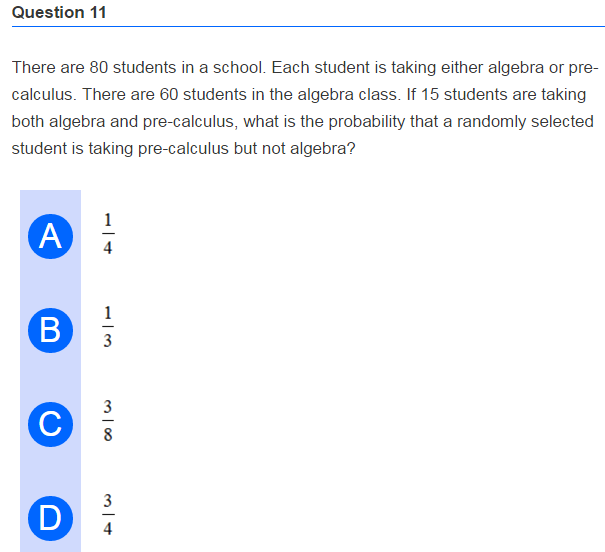 Question 11
There are 80 students in a school. Each student is taking either algebra or pre-
calculus. There are 60 students in the algebra class. If 15 students are taking
both algebra and pre-calculus, what is the probability that a randomly selected
student is taking pre-calculus but not algebra?
A 1/4
B 1/3
C 3/8
D 3/4